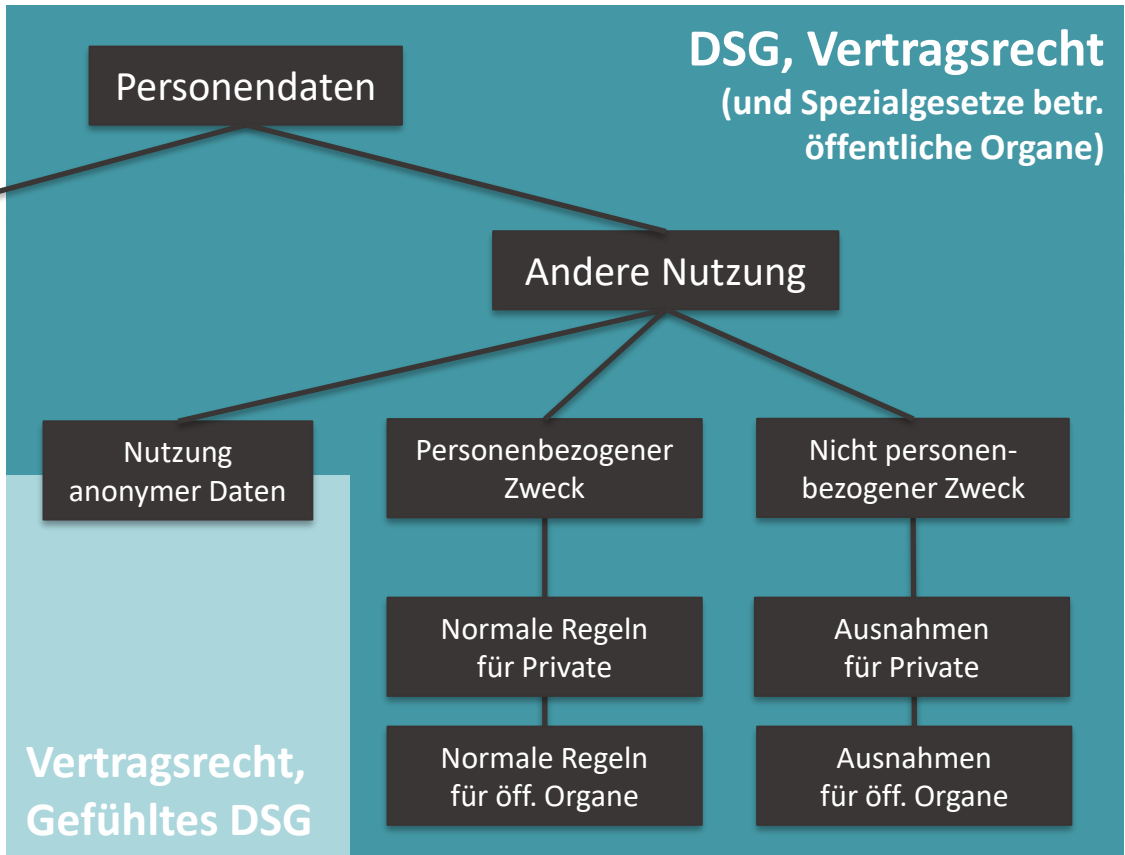 DSG, Vertragsrecht
(und Spezialgesetze betr.
öffentliche Organe)
Personendaten
Andere Nutzung
Nutzung
anonymer Daten
Personenbezogener
Zweck
Nicht personen-
bezogener Zweck
Normale Regeln
für Private
Ausnahmen
für Private
Normale Regeln
für öff. Organe
Ausnahmen
für öff. Organe
Vertragsrecht,
Gefühltes DSG